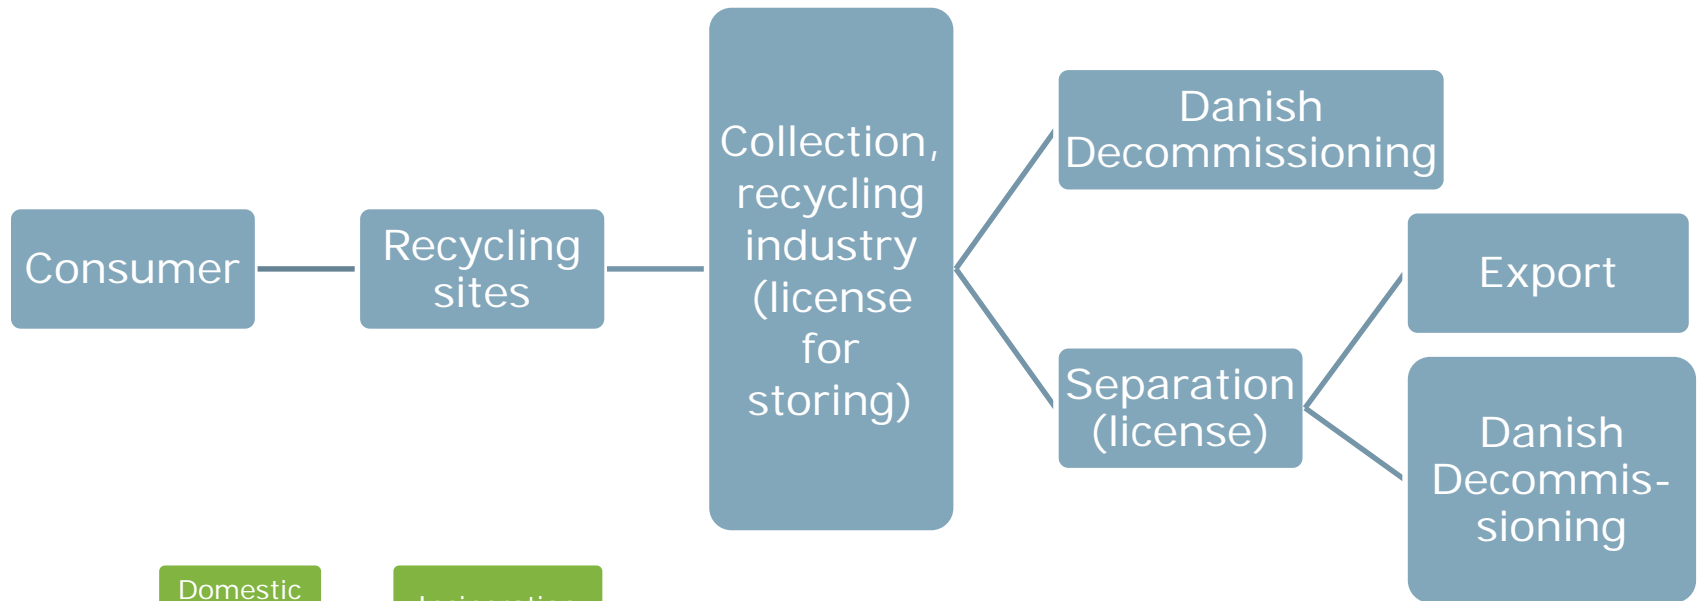 Consumer
Recycling
sites
Collection,
recycling
industry
(license
for
storing)
Danish
Decommissioning
Separation
(license)
Export
Danish
Decommis-
sioning
Domestic